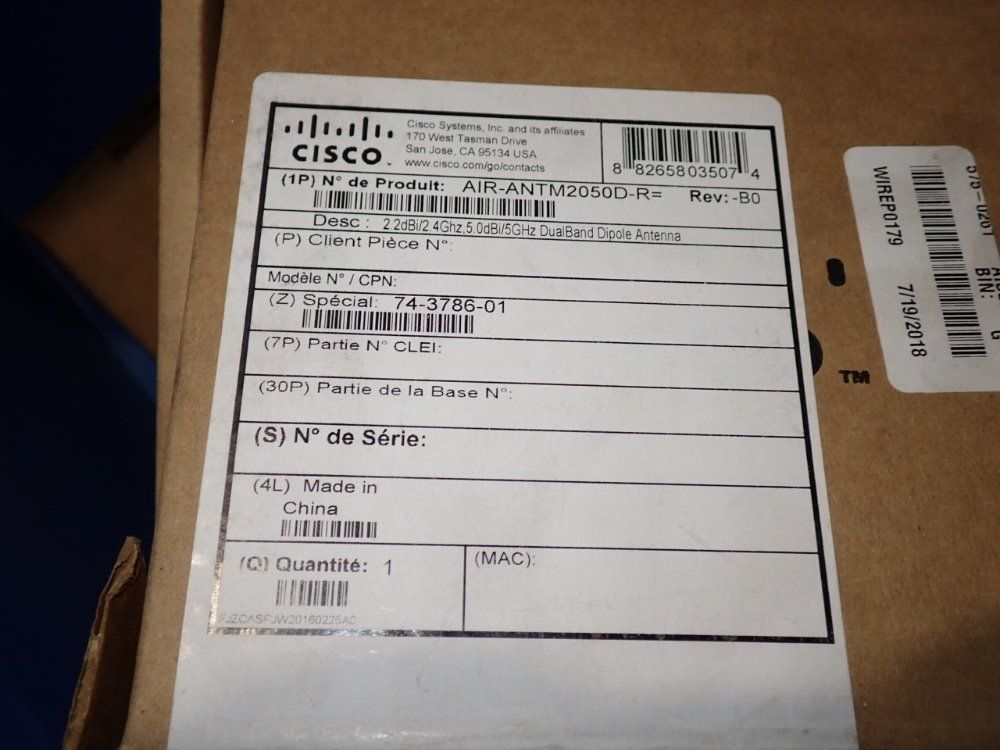 CISCO
Cisco Systems, Inc. and its affiliates
170 West Tasman Drive
San Jose, CA 95134 USA
www.cisco.com/go/contacts
8 82658 03507 4
(1P) N° de Produit: AIR-ANTM2050D-R= Rev: -B0
Desc : 2.2dBi/2.4Ghz,5.0dBi/5GHz DualBand Dipole Antenna
(P) Client Pièce N°:
Modèle N° / CPN:
(Z) Spécial: 74-3786-01
(7P) Partie N° CLEI:
(30P) Partie de la Base N°:
(S) N° de Série:
(4L) Made in
China
(Q) Quantité: 1
(MAC):
TM
BIN:
G
WIREP0179
7/19/2018